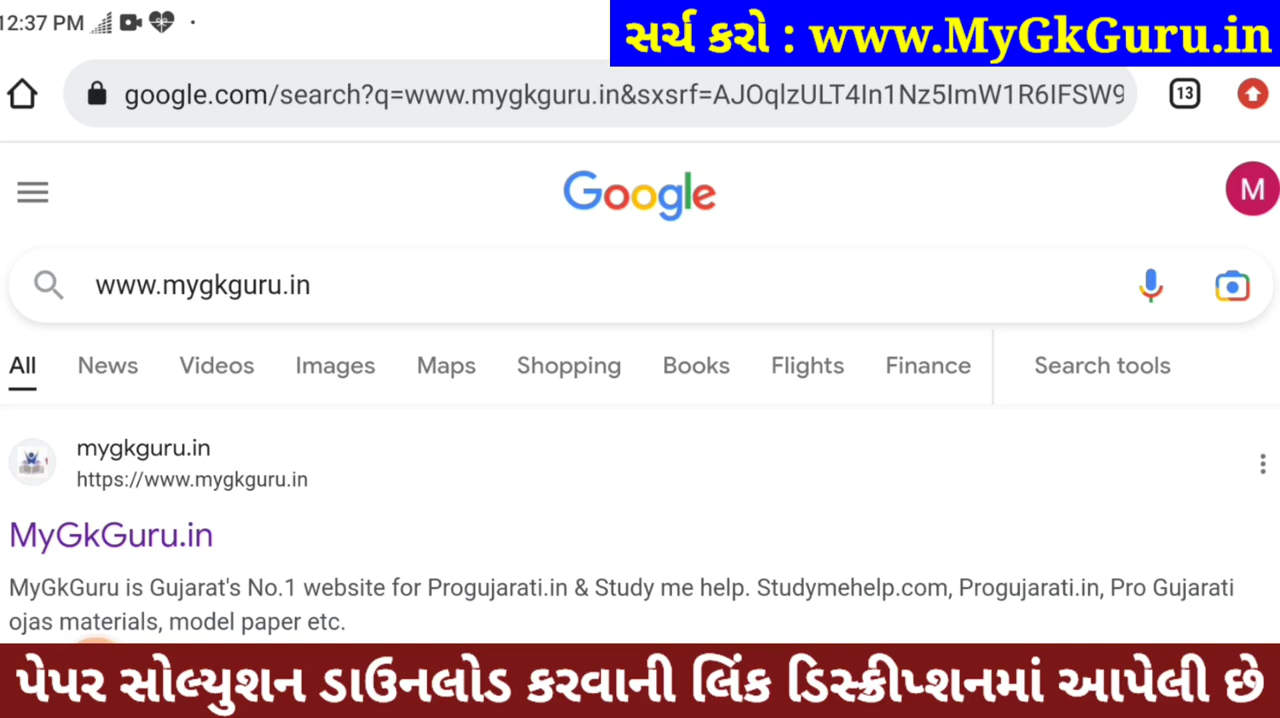 12:37 PM
સર્ચ કરો : www.MyGkGuru.in
google.com/search?q=www.mygkguru.in&sxsrf=AJOqlzULT4In1Nz5ImW1R6IFSW9
13
Google
M
www.mygkguru.in
All News Videos Images Maps Shopping Books Flights Finance Search tools
mygkguru.in
https://www.mygkguru.in
MyGkGuru.in
MyGkGuru is Gujarat's No.1 website for Progujarati.in & Study me help. Studymehelp.com, Progujarati.in, Pro Gujarati
ojas materials, model paper etc.
પેપર સોલ્યુશન ડાઉનલોડ કરવાની લિંક ડિસ્ક્રીપ્શનમાં આપેલી છે